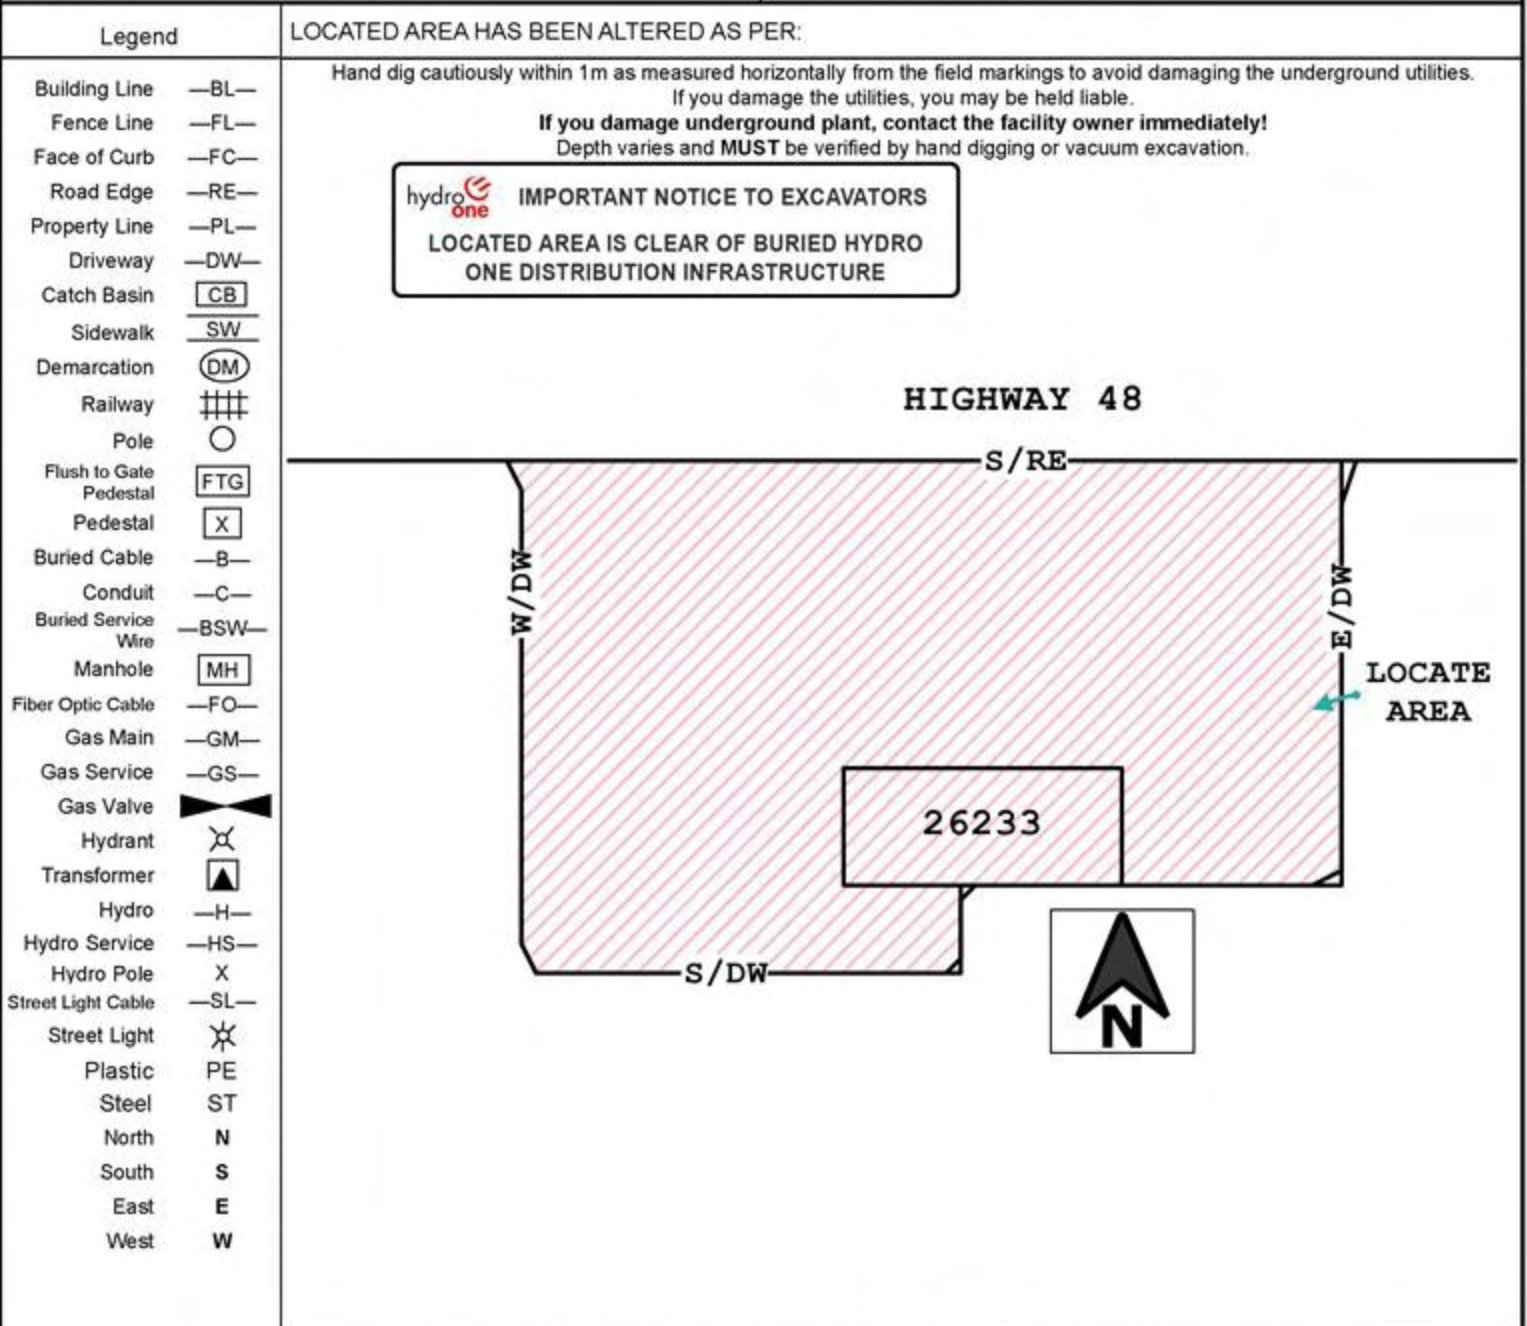 Legend
LOCATED AREA HAS BEEN ALTERED AS PER:
Building Line —BL—
Fence Line —FL—
Face of Curb —FC—
Road Edge —RE—
Property Line —PL—
Driveway —DW—
Catch Basin CB
Sidewalk SW
Demarcation DM
Railway
Pole
Flush to Gate
Pedestal FTG
Pedestal X
Buried Cable —B—
Conduit —C—
Buried Service
Wire —BSW—
Manhole MH
Fiber Optic Cable —FO—
Gas Main —GM—
Gas Service —GS—
Gas Valve
Hydrant
Transformer
Hydro —H—
Hydro Service —HS—
Hydro Pole X
Street Light Cable —SL—
Street Light
Plastic PE
Steel ST
North N
South S
East E
West W
Hand dig cautiously within 1m as measured horizontally from the field markings to avoid damaging the underground utilities.
If you damage the utilities, you may be held liable.
If you damage underground plant, contact the facility owner immediately!
Depth varies and MUST be verified by hand digging or vacuum excavation.
hydro one IMPORTANT NOTICE TO EXCAVATORS
LOCATED AREA IS CLEAR OF BURIED HYDRO
ONE DISTRIBUTION INFRASTRUCTURE
HIGHWAY 48
S/RE
W/DW
E/DW
LOCATE
AREA
26233
S/DW
N